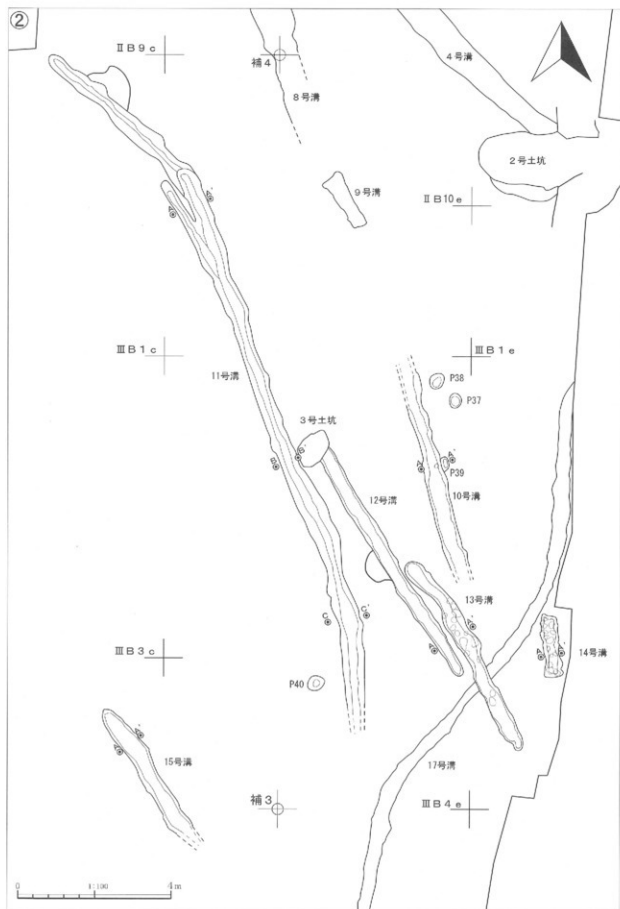 ②
ⅡB9c
補4
8号溝
4号溝
2号土坑
9号溝
ⅡB10e
A
A'
ⅢB1c
ⅢB1e
11号溝
P38
P37
3号土坑
B
B'
A
A'
P39
12号溝
10号溝
13号溝
C
C'
A
A'
14号溝
A
A'
ⅢB3c
P40
A
A'
15号溝
17号溝
補3
ⅢB4e
0
1:100
4m